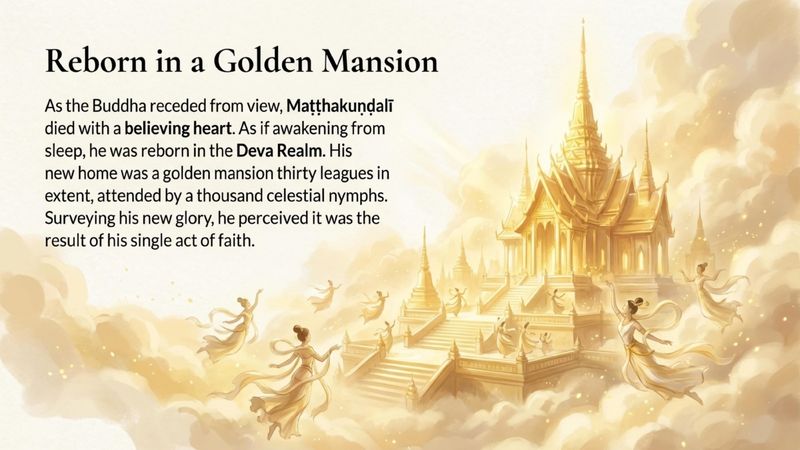 Reborn in a Golden Mansion
As the Buddha receded from view, Maṭṭhakuṇḍalī
died with a believing heart. As if awakening from
sleep, he was reborn in the Deva Realm. His
new home was a golden mansion thirty leagues in
extent, attended by a thousand celestial nymphs.
Surveying his new glory, he perceived it was the
result of his single act of faith.